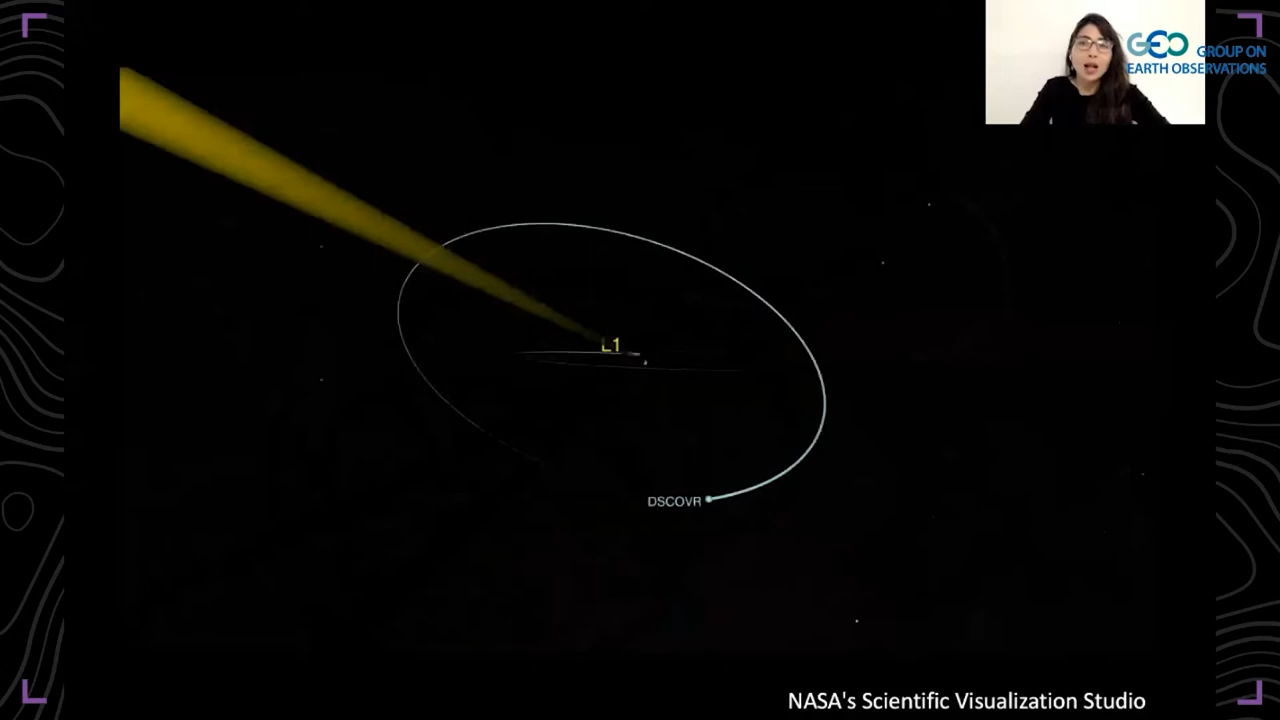 GEO
GROUP ON
EARTH OBSERVATIONS
L1
DSCOVR
NASA's Scientific Visualization Studio